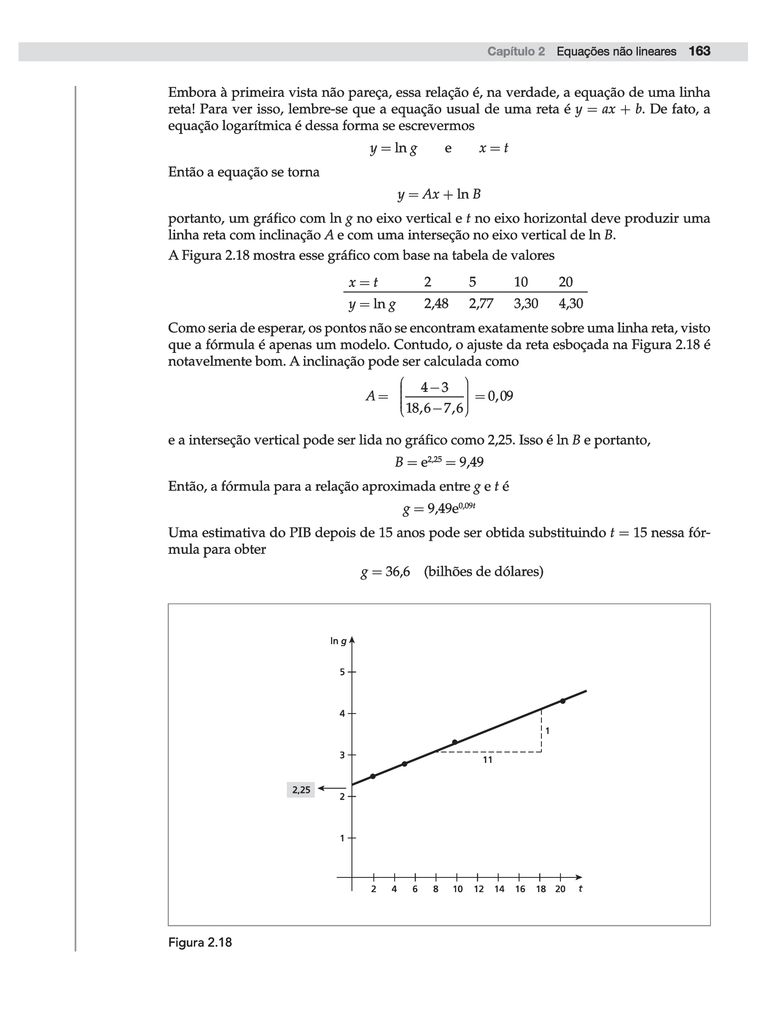 Capítulo 2 Equações não lineares 163
Embora à primeira vista não pareça, essa relação é, na verdade, a equação de uma linha
reta! Para ver isso, lembre-se que a equação usual de uma reta é y = ax + b. De fato, a
equação logarítmica é dessa forma se escrevermos
y = ln g e x = t
Então a equação se torna
y = Ax + ln B
portanto, um gráfico com ln g no eixo vertical e t no eixo horizontal deve produzir uma
linha reta com inclinação A e com uma interseção no eixo vertical de ln B.
A Figura 2.18 mostra esse gráfico com base na tabela de valores
x = t 2 5 10 20
y = ln g 2,48 2,77 3,30 4,30
Como seria de esperar, os pontos não se encontram exatamente sobre uma linha reta, visto
que a fórmula é apenas um modelo. Contudo, o ajuste da reta esboçada na Figura 2.18 é
notavelmente bom. A inclinação pode ser calculada como
A = (4−3 / 18,6−7,6) = 0,09
e a interseção vertical pode ser lida no gráfico como 2,25. Isso é ln B e portanto,
B = e^2,25 = 9,49
Então, a fórmula para a relação aproximada entre g e t é
g = 9,49e^0,09t
Uma estimativa do PIB depois de 15 anos pode ser obtida substituindo t = 15 nessa fór-
mula para obter
g = 36,6 (bilhões de dólares)
ln g
5
4
1
3
11
2,25
2
1
2 4 6 8 10 12 14 16 18 20 t
Figura 2.18